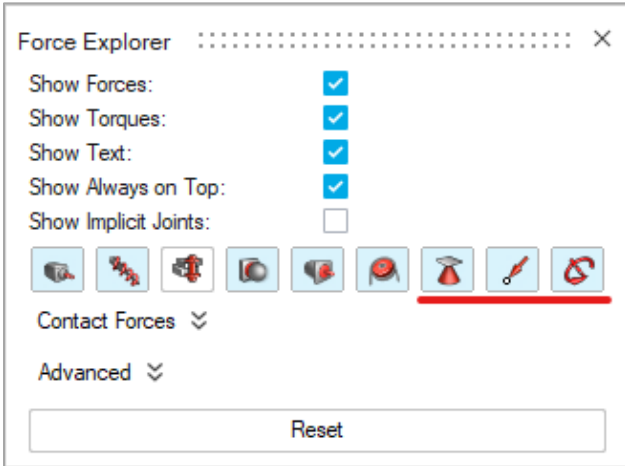 Force Explorer
Show Forces:
Show Torques:
Show Text:
Show Always on Top:
Show Implicit Joints:
Contact Forces
Advanced
Reset